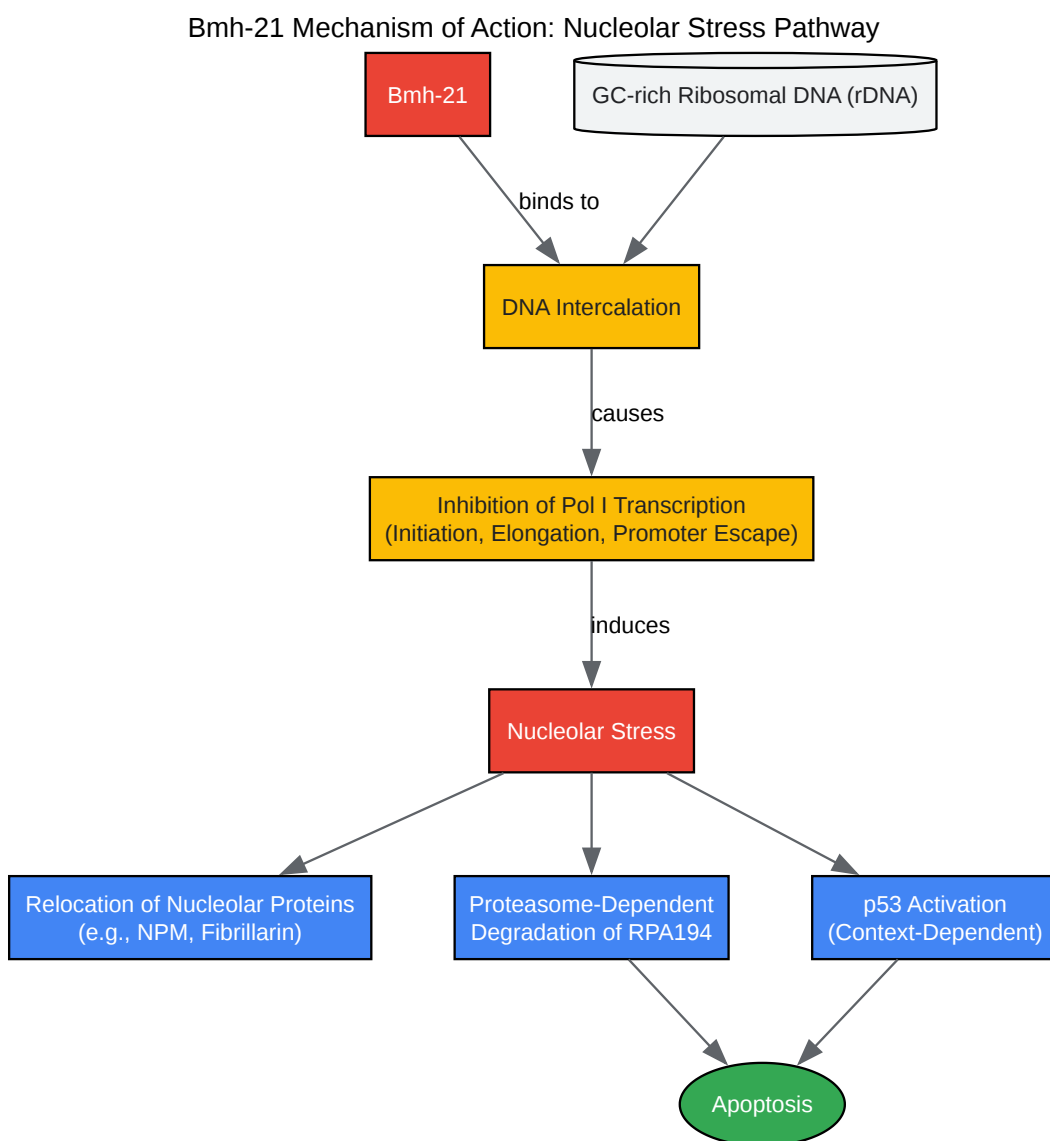 Bmh-21 Mechanism of Action: Nucleolar Stress Pathway
Bmh-21
GC-rich Ribosomal DNA (rDNA)
binds to
DNA Intercalation
causes
Inhibition of Pol I Transcription
(Initiation, Elongation, Promoter Escape)
induces
Nucleolar Stress
Relocation of Nucleolar Proteins
(e.g., NPM, Fibrillarin)
Proteasome-Dependent
Degradation of RPA194
p53 Activation
(Context-Dependent)
Apoptosis